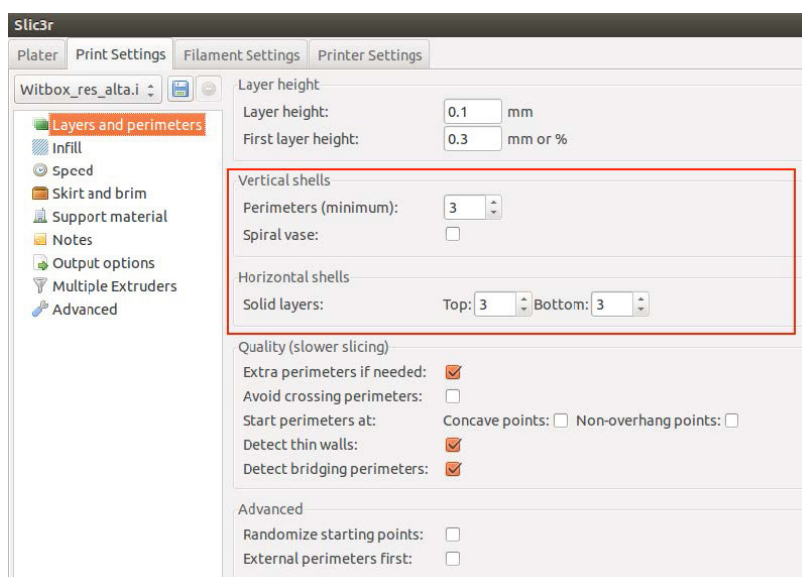 Slic3r
Plater Print Settings Filament Settings Printer Settings
Witbox_res_alta.i
Layers and perimeters
Infill
Speed
Skirt and brim
Support material
Notes
Output options
Multiple Extruders
Advanced
Layer height
Layer height: 0.1 mm
First layer height: 0.3 mm or %
Vertical shells
Perimeters (minimum): 3
Spiral vase:
Horizontal shells
Solid layers: Top: 3 Bottom: 3
Quality (slower slicing)
Extra perimeters if needed:
Avoid crossing perimeters:
Start perimeters at: Concave points: Non-overhang points:
Detect thin walls:
Detect bridging perimeters:
Advanced
Randomize starting points:
External perimeters first: